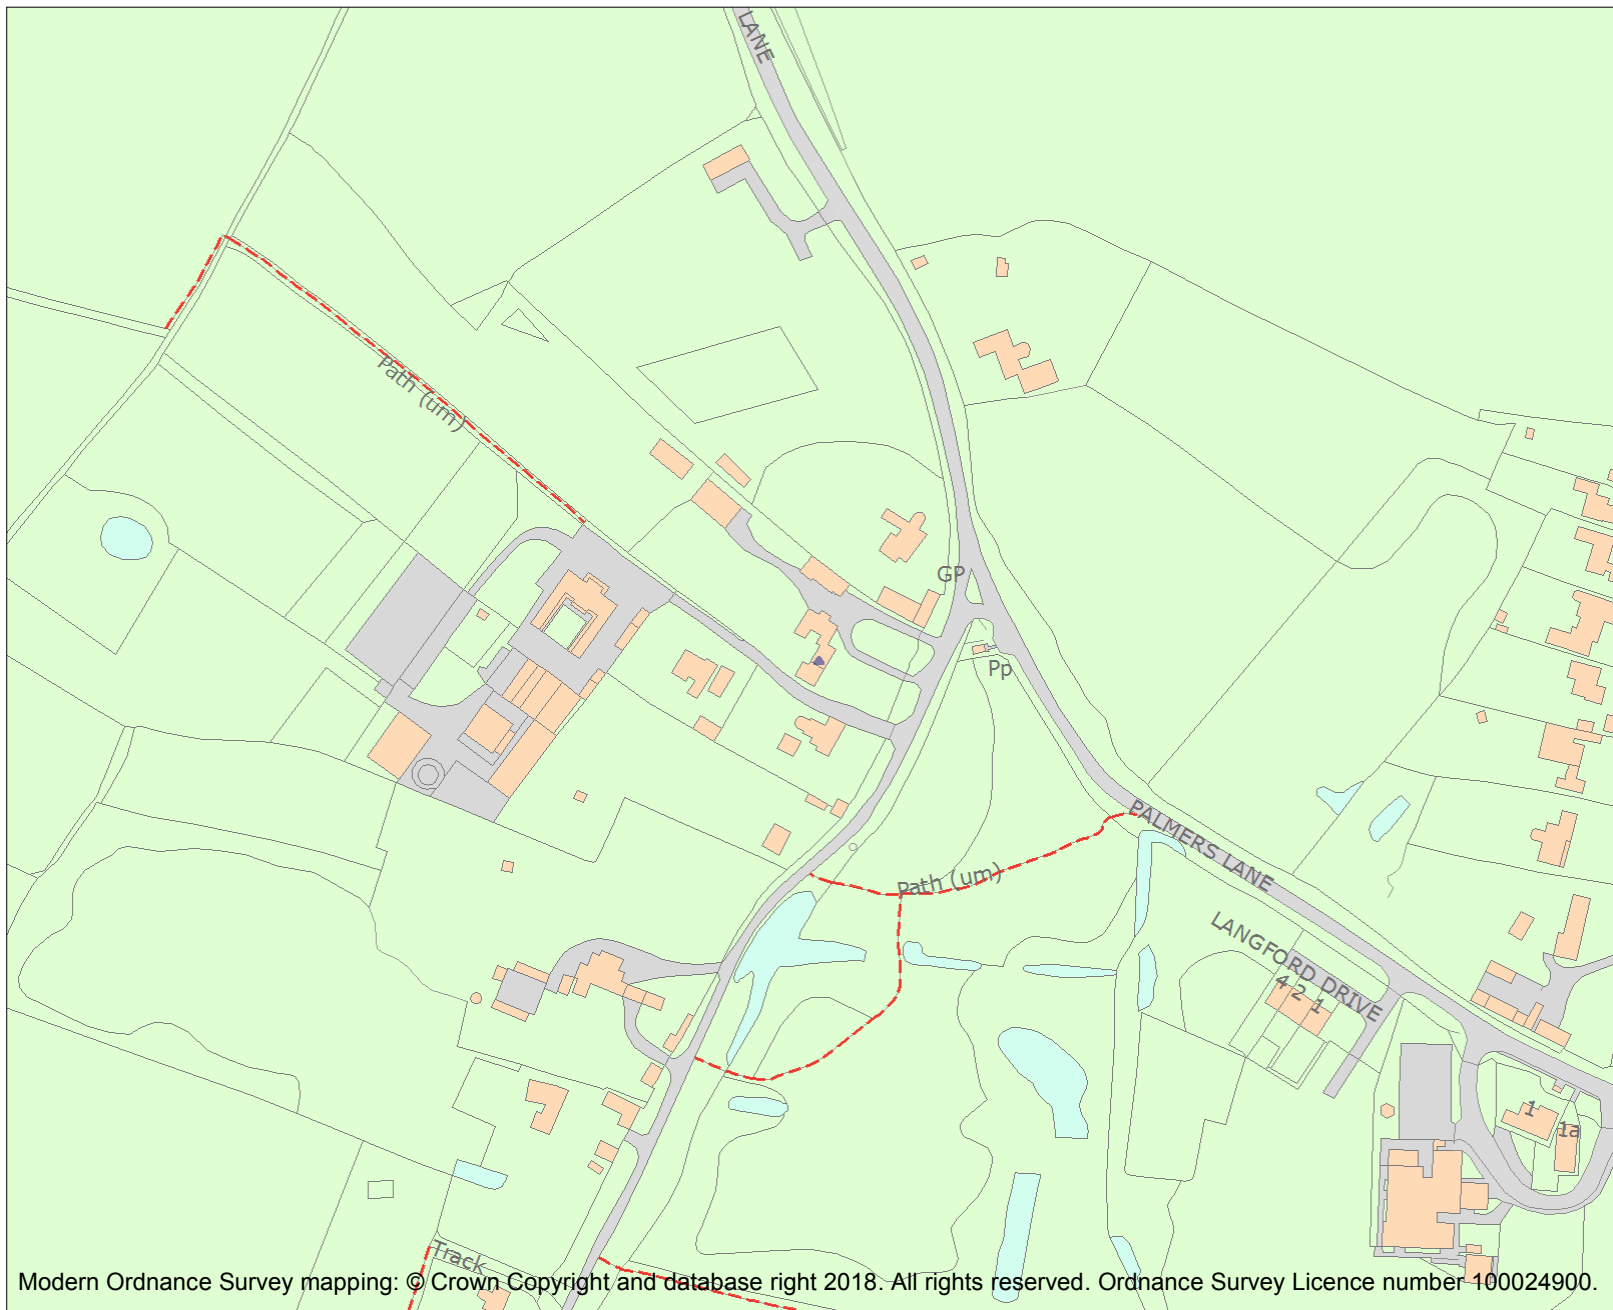 LANE
Path (um)
GP
Pp
PALMERS LANE
Path (um)
LANGFORD DRIVE
4 2 1
1
1a
Track
Modern Ordnance Survey mapping: © Crown Copyright and database right 2018. All rights reserved. Ordnance Survey Licence number 100024900.